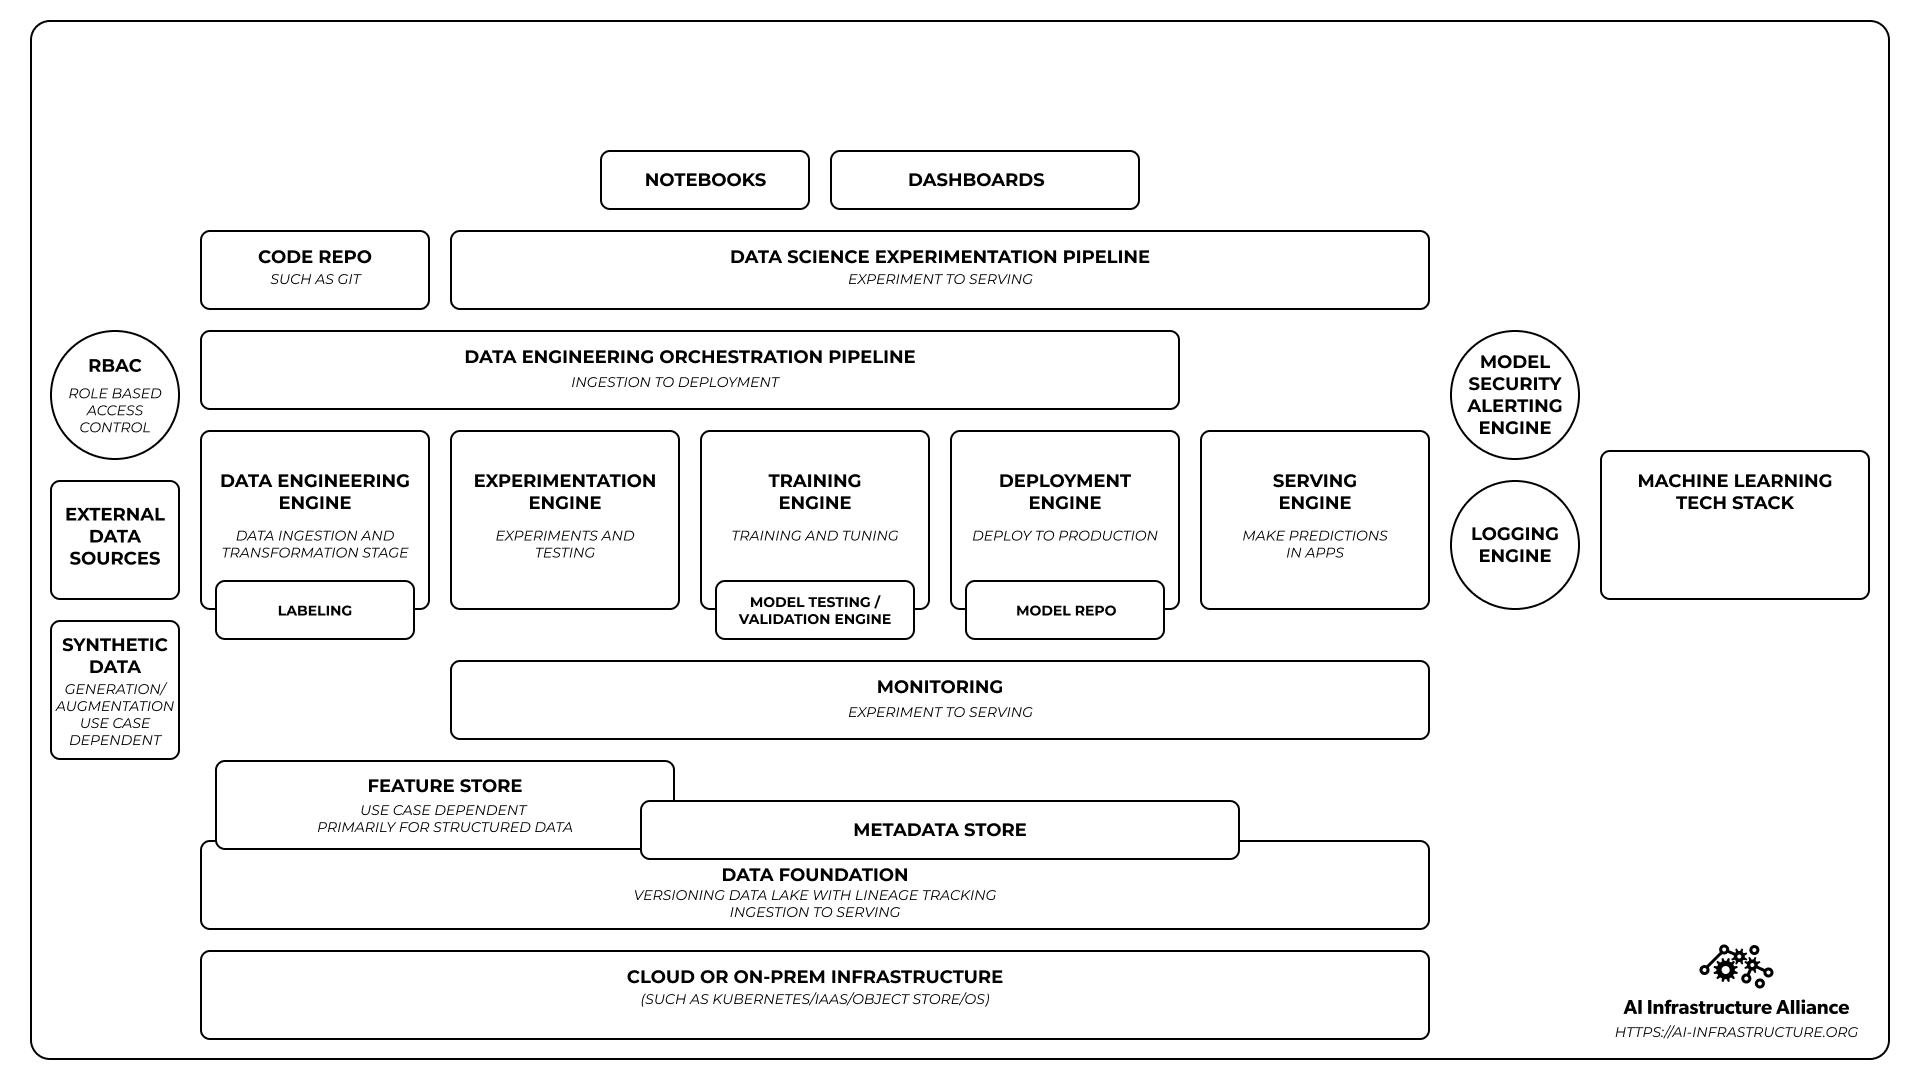 NOTEBOOKS
DASHBOARDS
CODE REPO
SUCH AS GIT
DATA SCIENCE EXPERIMENTATION PIPELINE
EXPERIMENT TO SERVING
RBAC
ROLE BASED
ACCESS
CONTROL
DATA ENGINEERING ORCHESTRATION PIPELINE
INGESTION TO DEPLOYMENT
MODEL
SECURITY
ALERTING
ENGINE
EXTERNAL
DATA
SOURCES
DATA ENGINEERING
ENGINE
DATA INGESTION AND
TRANSFORMATION STAGE
LABELING
EXPERIMENTATION
ENGINE
EXPERIMENTS AND
TESTING
TRAINING
ENGINE
TRAINING AND TUNING
MODEL TESTING /
VALIDATION ENGINE
DEPLOYMENT
ENGINE
DEPLOY TO PRODUCTION
MODEL REPO
SERVING
ENGINE
MAKE PREDICTIONS
IN APPS
LOGGING
ENGINE
MACHINE LEARNING
TECH STACK
SYNTHETIC
DATA
GENERATION/
AUGMENTATION
USE CASE
DEPENDENT
MONITORING
EXPERIMENT TO SERVING
FEATURE STORE
USE CASE DEPENDENT
PRIMARILY FOR STRUCTURED DATA
METADATA STORE
DATA FOUNDATION
VERSIONING DATA LAKE WITH LINEAGE TRACKING
INGESTION TO SERVING
CLOUD OR ON-PREM INFRASTRUCTURE
(SUCH AS KUBERNETES/IAAS/OBJECT STORE/OS)
AI Infrastructure Alliance
HTTPS://AI-INFRASTRUCTURE.ORG